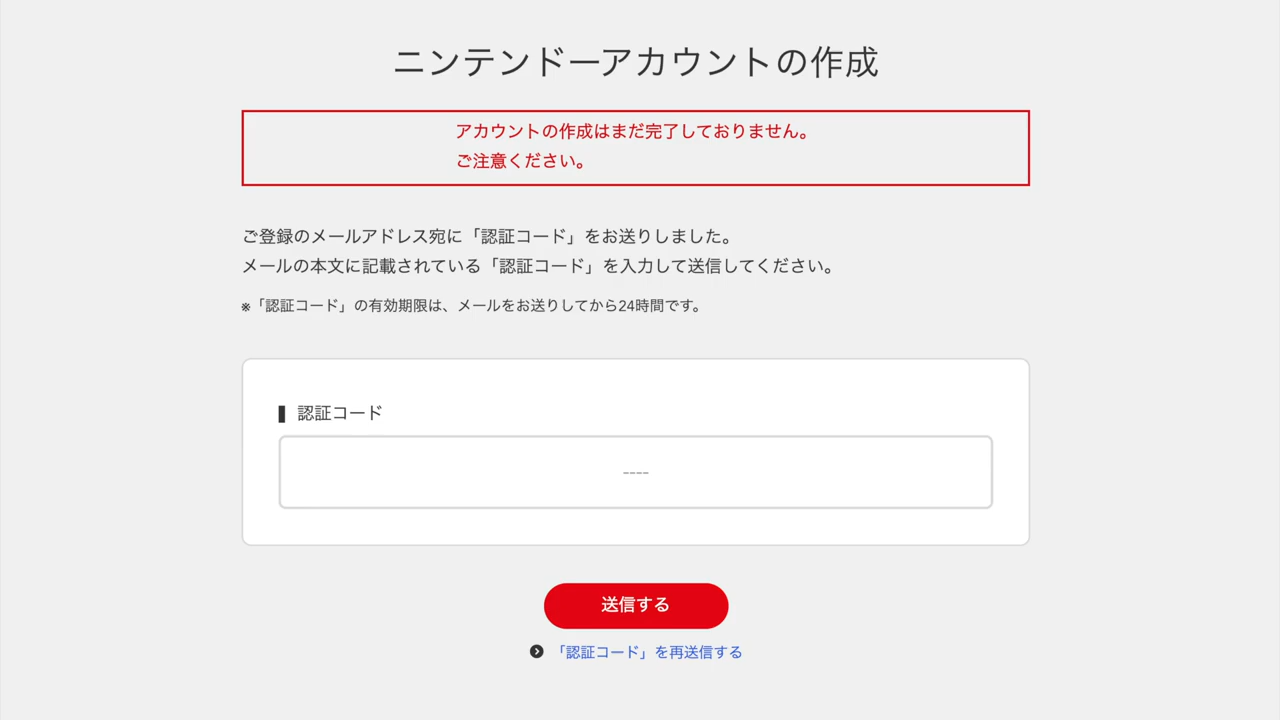 ニンテンドーアカウントの作成
アカウントの作成はまだ完了しておりません。
ご注意ください。
ご登録のメールアドレス宛に「認証コード」をお送りしました。
メールの本文に記載されている「認証コード」を入力して送信してください。
※「認証コード」の有効期限は、メールをお送りしてから24時間です。
認証コード
----
送信する
「認証コード」を再送信する